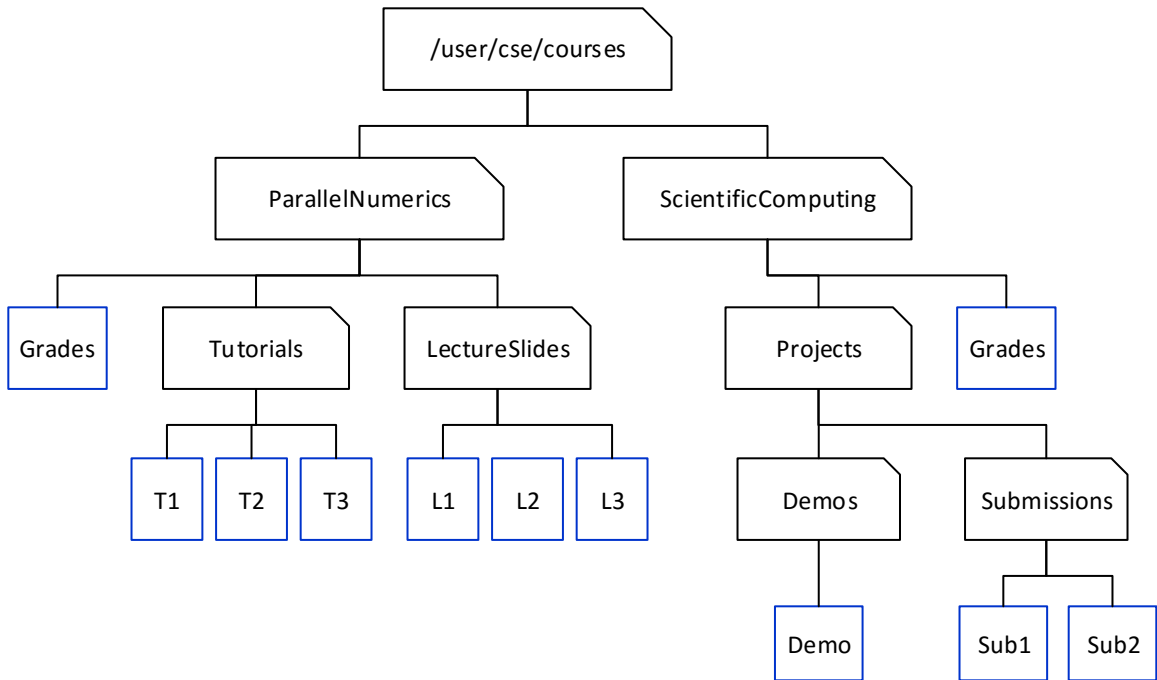 /user/cse/courses
ParallelNumerics
ScientificComputing
Grades
Tutorials
LectureSlides
Projects
Grades
T1
T2
T3
L1
L2
L3
Demos
Submissions
Demo
Sub1
Sub2